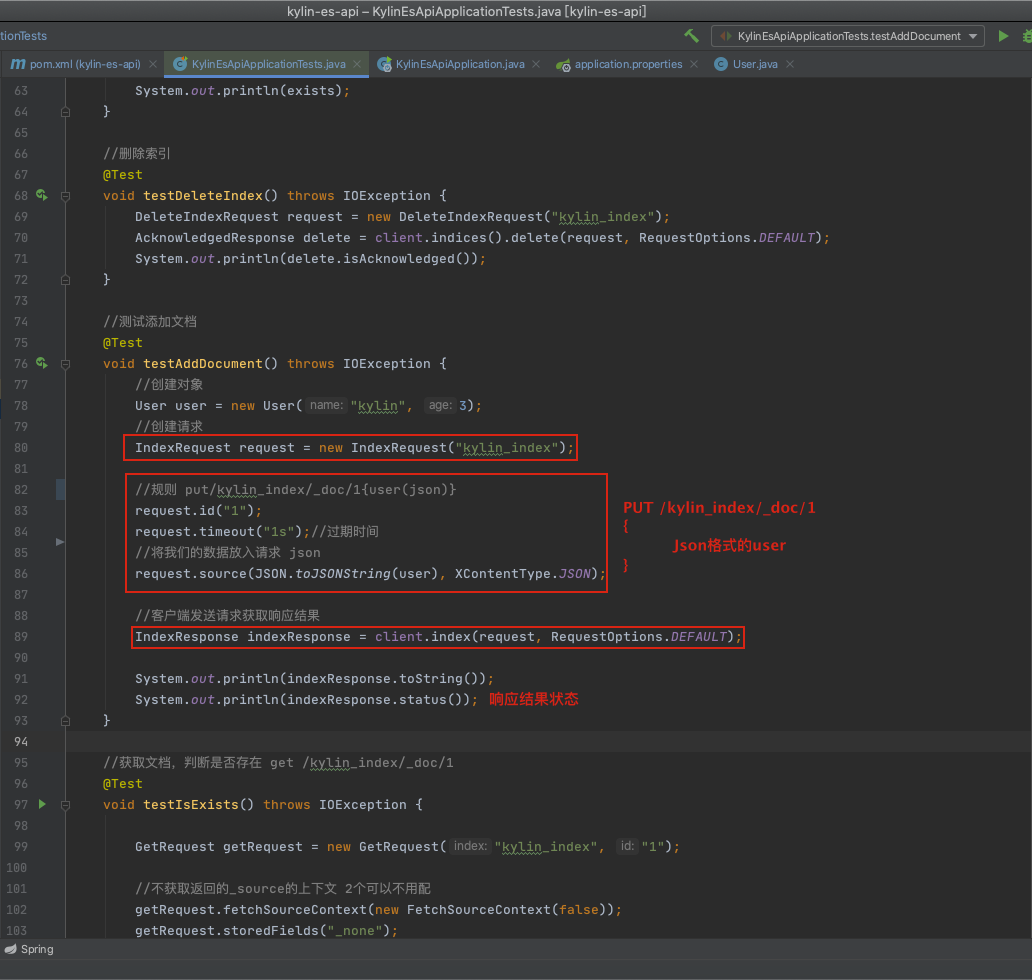 kylin-es-api – KylinEsApiApplicationTests.java [kylin-es-api]
tionTests
KylinEsApiApplicationTests.testAddDocument
pom.xml (kylin-es-api)
KylinEsApiApplicationTests.java
KylinEsApiApplication.java
application.properties
User.java
63 System.out.println(exists);
64 }
65
66 //删除索引
67 @Test
68 void testDeleteIndex() throws IOException {
69 DeleteIndexRequest request = new DeleteIndexRequest("kylin_index");
70 AcknowledgedResponse delete = client.indices().delete(request, RequestOptions.DEFAULT);
71 System.out.println(delete.isAcknowledged());
72 }
73
74 //测试添加文档
75 @Test
76 void testAddDocument() throws IOException {
77 //创建对象
78 User user = new User( name: "kylin", age: 3);
79 //创建请求
80 IndexRequest request = new IndexRequest("kylin_index");
81
82 //规则 put/kylin_index/_doc/1{user(json)}
83 request.id("1");
84 request.timeout("1s");//过期时间
85 //将我们的数据放入请求 json
86 request.source(JSON.toJSONString(user), XContentType.JSON);
PUT /kylin_index/_doc/1
{
Json格式的user
}
87
88 //客户端发送请求获取响应结果
89 IndexResponse indexResponse = client.index(request, RequestOptions.DEFAULT);
90
91 System.out.println(indexResponse.toString());
92 System.out.println(indexResponse.status()); 响应结果状态
93 }
94
95 //获取文档，判断是否存在 get /kylin_index/_doc/1
96 @Test
97 void testIsExists() throws IOException {
98
99 GetRequest getRequest = new GetRequest( index: "kylin_index", id: "1");
100
101 //不获取返回的_source的上下文 2个可以不用配
102 getRequest.fetchSourceContext(new FetchSourceContext(false));
103 getRequest.storedFields("_none");
Spring